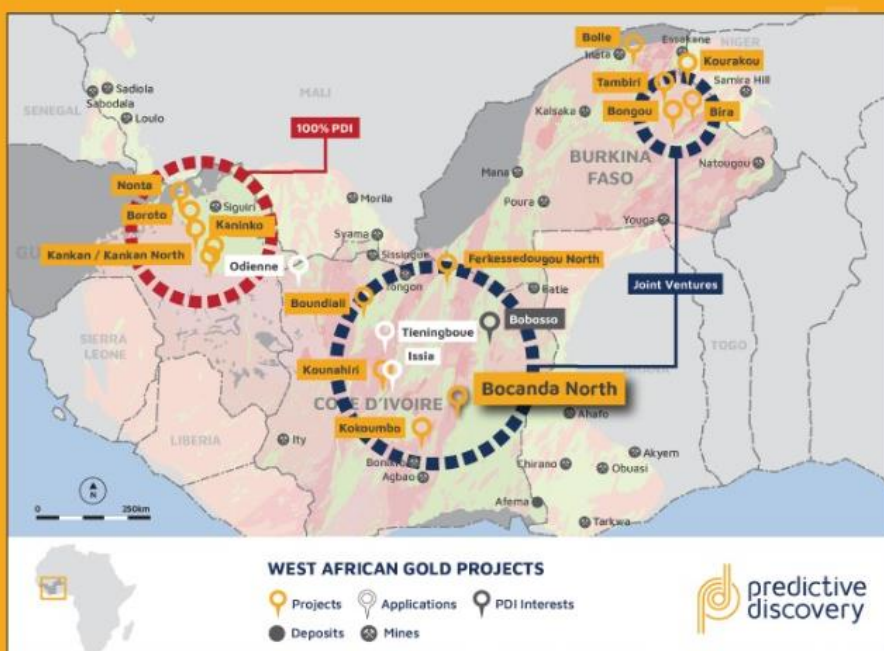 Bolle
Essakane
NIGER
Inata
Kourakou
MALI
Tambiri
Samira Hill
Sadiola
Sabodala
SENEGAL
Loulo
Kalsaka
Bongou
Bira
100% PDI
BURKINA
FASO
Natougou
Mana
Nonta
Siguiri
Morila
Poura
Boroto
Kaninko
Syama
Youga
Kankan / Kankan North
Sissingue
Ferkessedougou North
Odienne
Tongon
Batie
Joint Ventures
Boundiali
Bobosso
Tieningboue
SIERRA
LEONE
Issia
TOGO
Kounahiri
Bocanda North
COTE D'IVOIRE
Ahafo
LIBERIA
Kokoumbo
Ity
Akyem
Chirano
Obuasi
Agbao
Afema
Tarkwa
N
0
250km
WEST AFRICAN GOLD PROJECTS
Projects
Applications
PDI Interests
Deposits
Mines
predictive
discovery